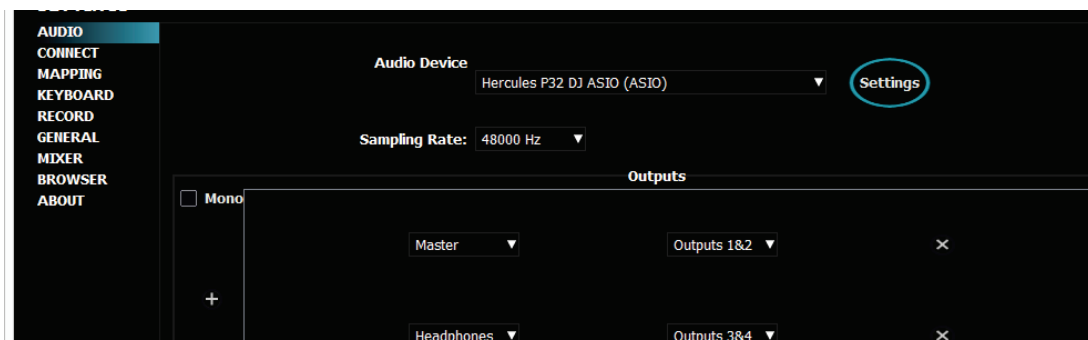 AUDIO
CONNECT
MAPPING
KEYBOARD
RECORD
GENERAL
MIXER
BROWSER
ABOUT
Audio Device
Hercules P32 DJ ASIO (ASIO)
Settings
Sampling Rate: 48000 Hz
Outputs
Mono
Master Outputs 1&2
Headphones Outputs 3&4